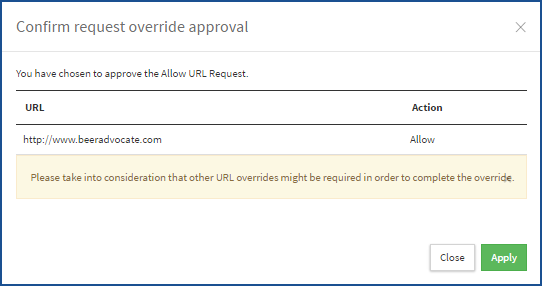 Confirm request override approval
You have chosen to approve the Allow URL Request.
URL Action
http://www.beeradvocate.com Allow
Please take into consideration that other URL overrides might be required in order to complete the override.
Close Apply